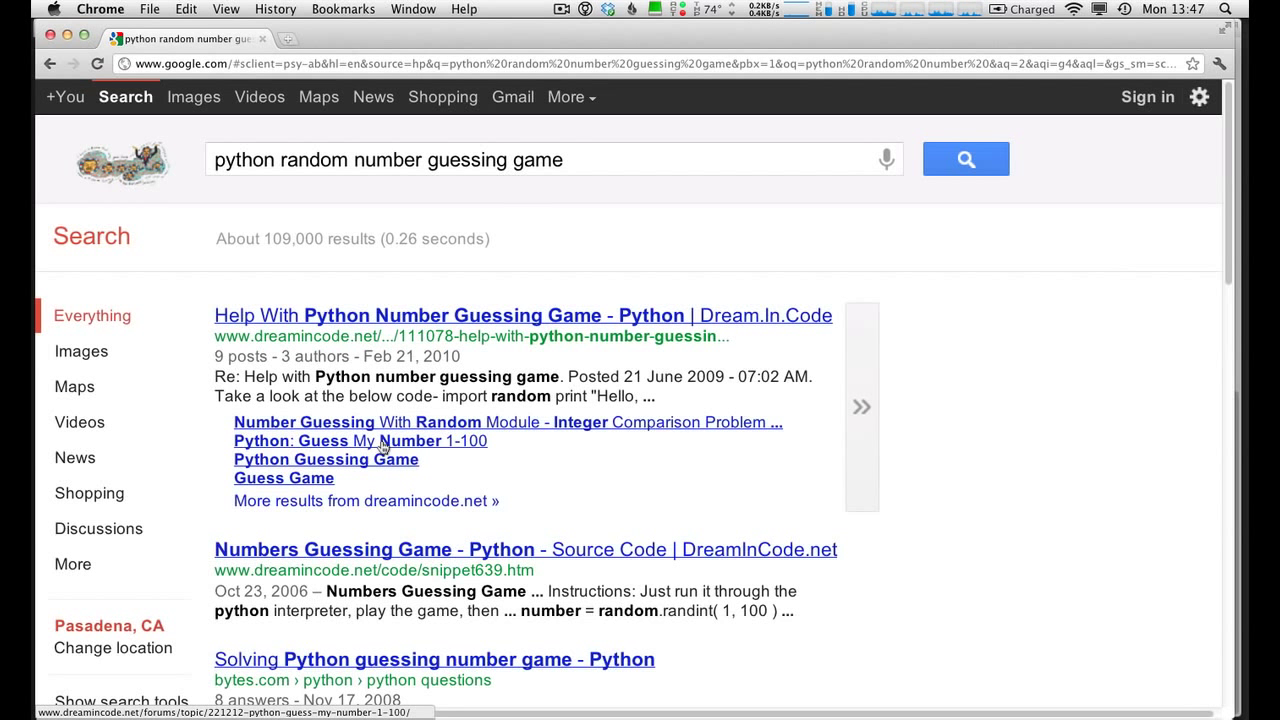 Chrome File Edit View History Bookmarks Window Help 74° 0.2KB/s 0.4KB/s Charged Mon 13:47
python random number gue
www.google.com/#sclient=psy-ab&hl=en&source=hp&q=python%20random%20number%20guessing%20game&pbx=1&oq=python%20random%20number%20&aq=2&aqi=g4&aql=&gs_sm=sc...
+You Search Images Videos Maps News Shopping Gmail More Sign in
python random number guessing game
Search About 109,000 results (0.26 seconds)
Everything
Images
Maps
Videos
News
Shopping
Discussions
More
Pasadena, CA
Change location
Show search tools
Help With Python Number Guessing Game - Python | Dream.In.Code
www.dreamincode.net/.../111078-help-with-python-number-guessin...
9 posts - 3 authors - Feb 21, 2010
Re: Help with Python number guessing game. Posted 21 June 2009 - 07:02 AM.
Take a look at the below code- import random print "Hello, ...
Number Guessing With Random Module - Integer Comparison Problem ...
Python: Guess My Number 1-100
Python Guessing Game
Guess Game
More results from dreamincode.net »
Numbers Guessing Game - Python - Source Code | DreamInCode.net
www.dreamincode.net/code/snippet639.htm
Oct 23, 2006 – Numbers Guessing Game ... Instructions: Just run it through the
python interpreter, play the game, then ... number = random.randint( 1, 100 ) ...
Solving Python guessing number game - Python
bytes.com › python › python questions
8 answers - Nov 17, 2008
www.dreamincode.net/forums/topic/221212-python-guess-my-number-1-100/